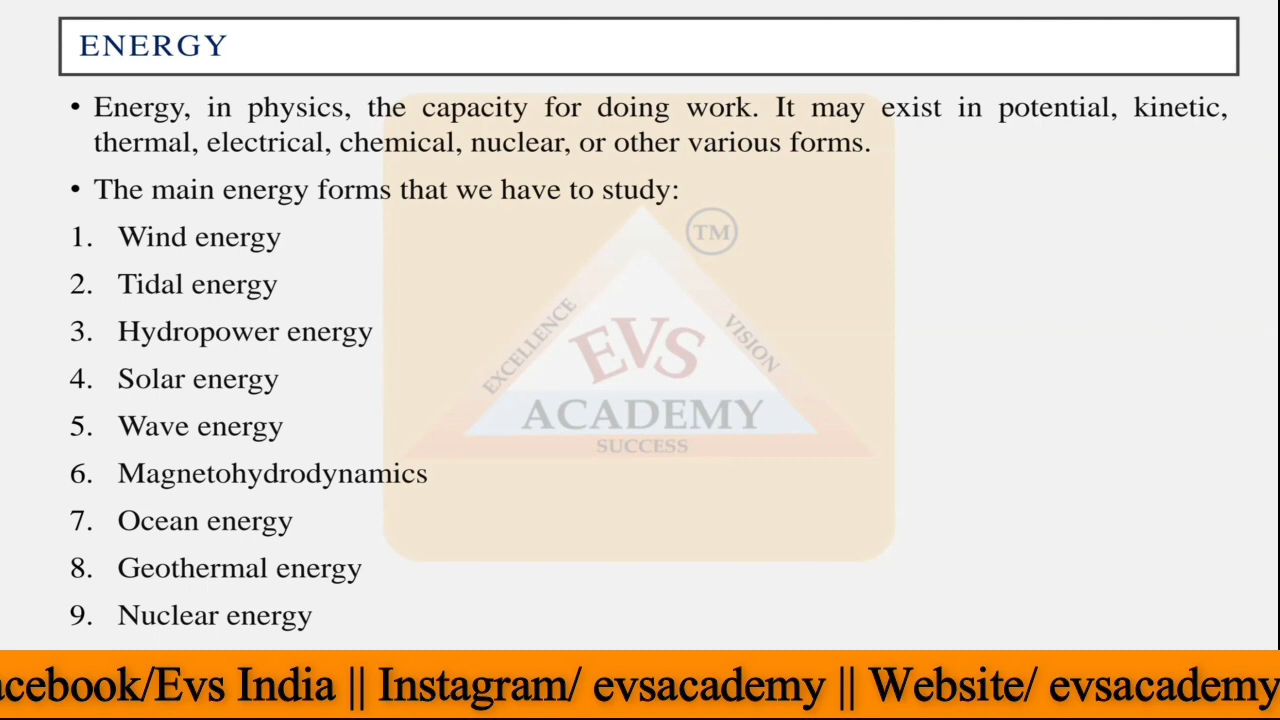 ENERGY
• Energy, in physics, the capacity for doing work. It may exist in potential, kinetic,
thermal, electrical, chemical, nuclear, or other various forms.
• The main energy forms that we have to study:
1. Wind energy
2. Tidal energy
3. Hydropower energy
4. Solar energy
5. Wave energy
6. Magnetohydrodynamics
7. Ocean energy
8. Geothermal energy
9. Nuclear energy
TM
EXCELLENCE
VISION
EVS
ACADEMY
SUCCESS
acebook/Evs India || Instagram/ evsacademy || Website/ evsacademy